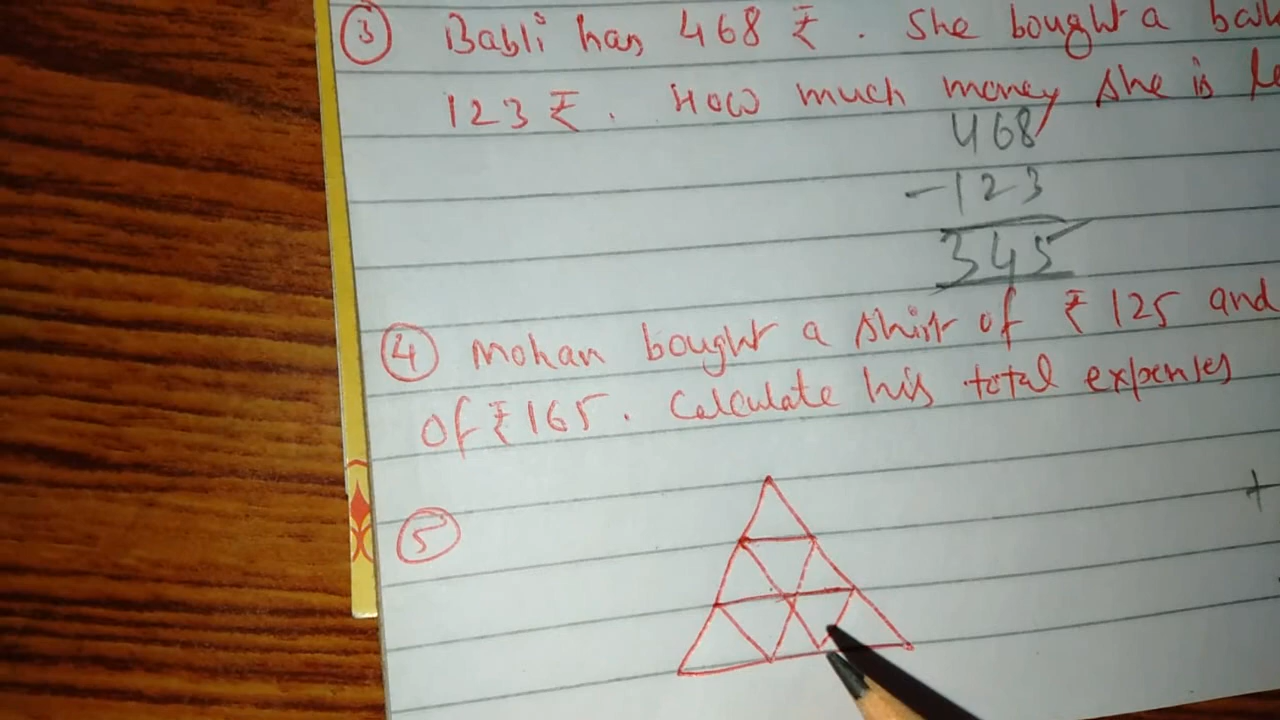 3 Babli has 468 ₹. She bought a
123 ₹. How much money she is
468
-123
345
4 Mohan bought a shirt of ₹125 and
of ₹165. Calculate his total expenses
+
5